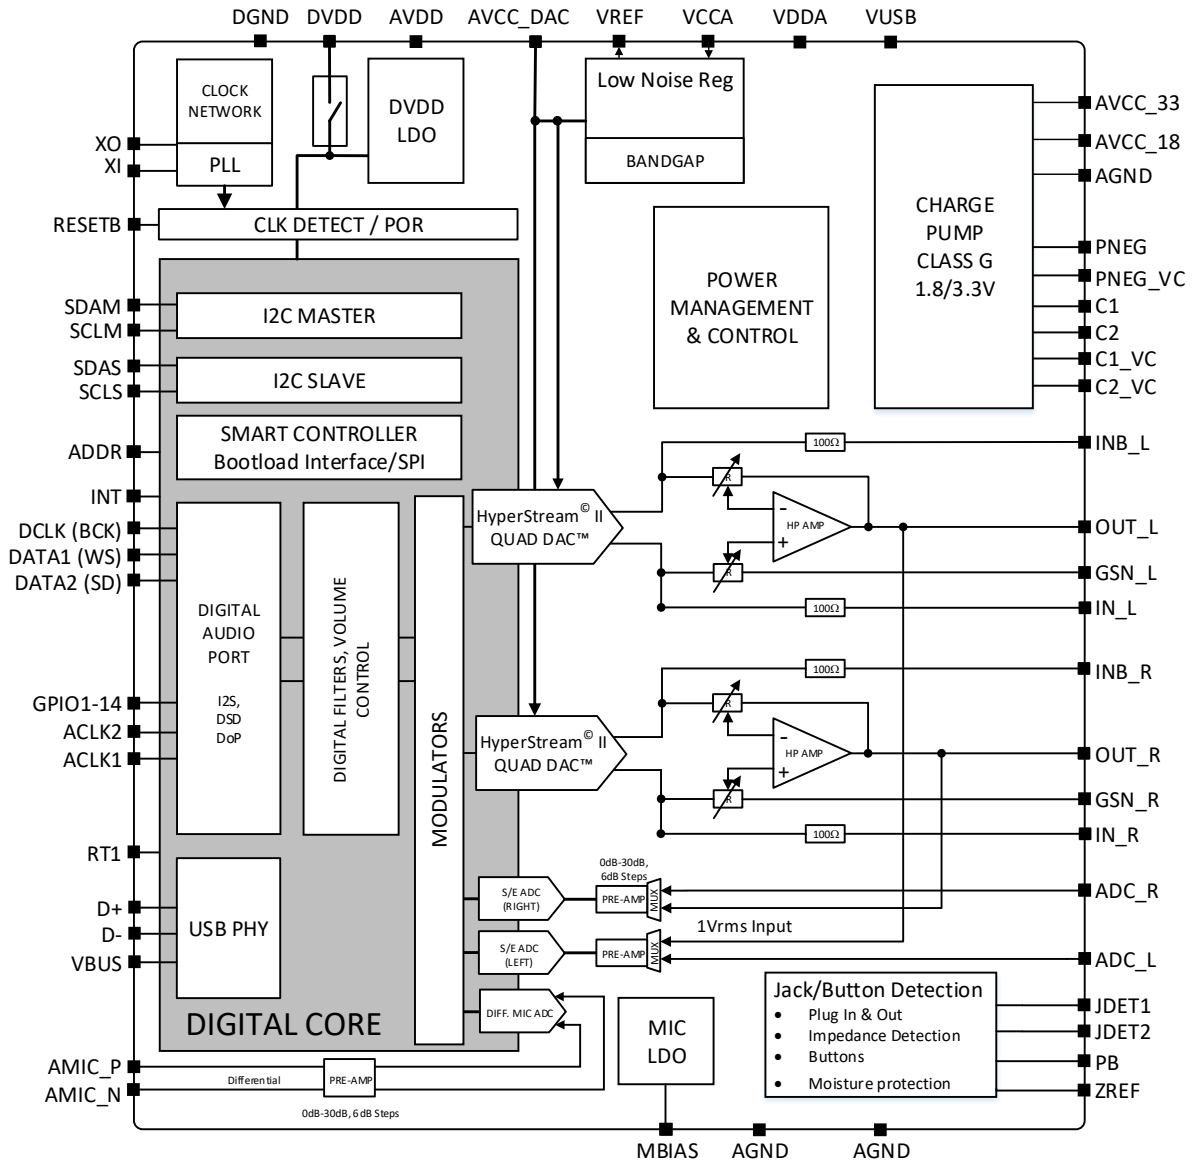 DGND DVDD AVDD AVCC_DAC VREF VCCA VDDA VUSB
CLOCK
NETWORK
PLL
DVDD
LDO
Low Noise Reg
BANDGAP
XO
XI
RESETB
CLK DETECT / POR
CHARGE
PUMP
CLASS G
1.8/3.3V
AVCC_33
AVCC_18
AGND
PNEG
PNEG_VC
C1
C2
C1_VC
C2_VC
POWER
MANAGEMENT
& CONTROL
SDAM
SCLM
I2C MASTER
SDAS
SCLS
I2C SLAVE
ADDR
SMART CONTROLLER
Bootload Interface/SPI
INT
DCLK (BCK)
DATA1 (WS)
DATA2 (SD)
GPIO1-14
ACLK2
ACLK1
RT1
D+
D-
VBUS
DIGITAL
AUDIO
PORT
I2S,
DSD
DoP
DIGITAL FILTERS, VOLUME
CONTROL
MODULATORS
USB PHY
DIGITAL CORE
HyperStream© II
QUAD DAC™
100Ω
INB_L
R
-
HP AMP
+
OUT_L
R
GSN_L
100Ω
IN_L
HyperStream© II
QUAD DAC™
100Ω
INB_R
R
-
HP AMP
+
OUT_R
R
GSN_R
100Ω
IN_R
S/E ADC
(RIGHT)
0dB-30dB,
6dB Steps
PRE-AMP
MUX
ADC_R
1Vrms Input
S/E ADC
(LEFT)
PRE-AMP
MUX
ADC_L
DIFF. MIC ADC
AMIC_P
AMIC_N
Differential
PRE-AMP
0dB-30dB, 6 dB Steps
MIC
LDO
Jack/Button Detection
• Plug In & Out
• Impedance Detection
• Buttons
• Moisture protection
JDET1
JDET2
PB
ZREF
MBIAS AGND AGND